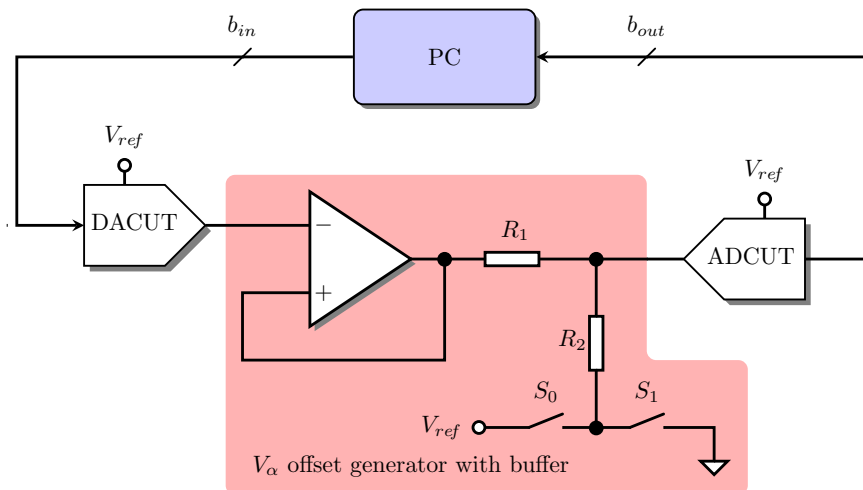 b_in
PC
b_out
V_ref
V_ref
DACUT
ADCUT
−
+
R_1
R_2
S_0
S_1
V_ref
V_α offset generator with buffer